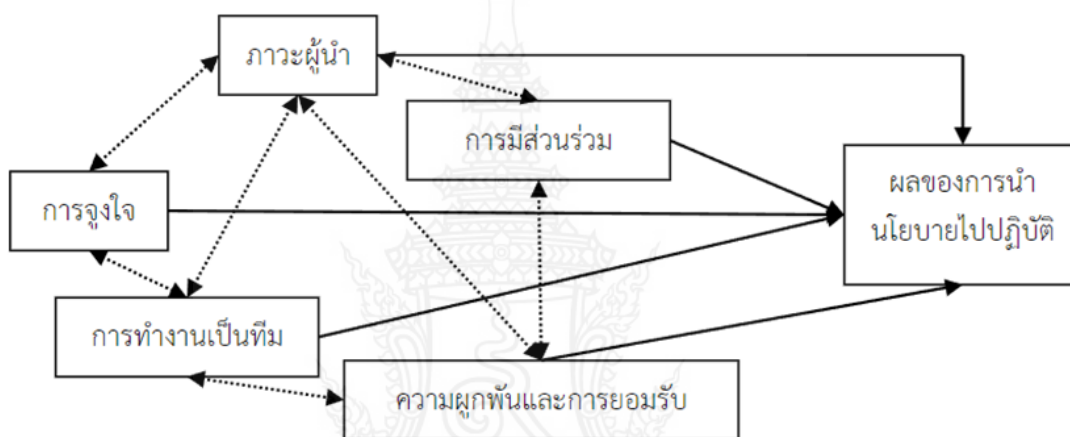 ภาวะผู้นำ
การมีส่วนร่วม
ผลของการนำ
นโยบายไปปฏิบัติ
การจูงใจ
การทำงานเป็นทีม
ความผูกพันและการยอมรับ